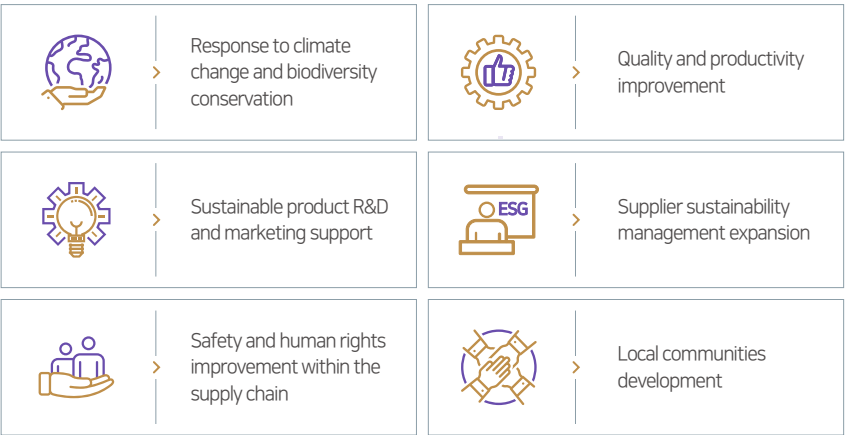 Response to climate
change and biodiversity
conservation
Quality and productivity
improvement
Sustainable product R&D
and marketing support
ESG
Supplier sustainability
management expansion
Safety and human rights
improvement within the
supply chain
Local communities
development